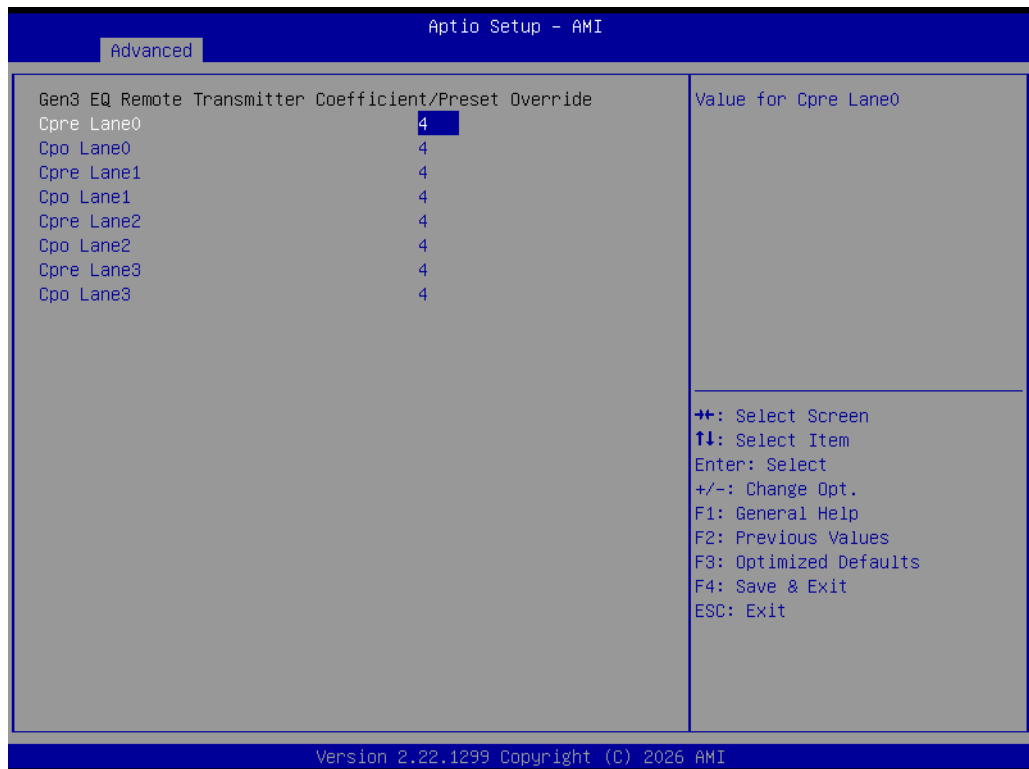 Aptio Setup - AMI
Advanced
Gen3 EQ Remote Transmitter Coefficient/Preset Override
Cpre Lane0 4
Cpo Lane0 4
Cpre Lane1 4
Cpo Lane1 4
Cpre Lane2 4
Cpo Lane2 4
Cpre Lane3 4
Cpo Lane3 4
Value for Cpre Lane0
→←: Select Screen
↑↓: Select Item
Enter: Select
+/-: Change Opt.
F1: General Help
F2: Previous Values
F3: Optimized Defaults
F4: Save & Exit
ESC: Exit
Version 2.22.1299 Copyright (C) 2026 AMI